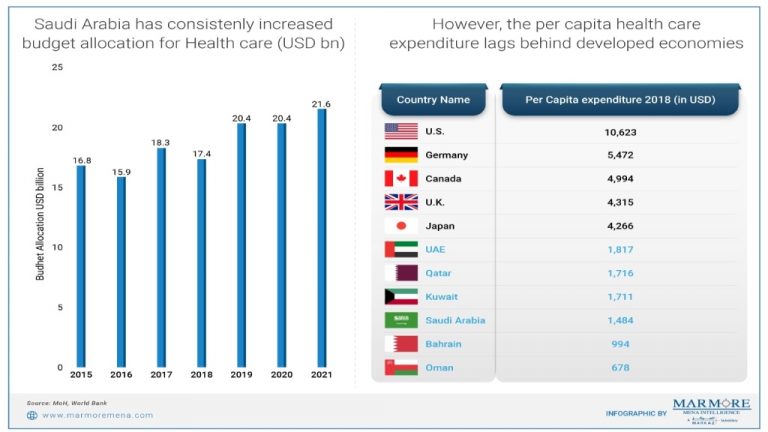 Saudi Arabia has consistenly increased
budget allocation for Health care (USD bn)
25
20
15
10
5
0
Budhet Allocation USD billion
16.8
15.9
18.3
17.4
20.4
20.4
21.6
2015 2016 2017 2018 2019 2020 2021
However, the per capita health care
expenditure lags behind developed economies
Country Name Per Capita expenditure 2018 (in USD)
U.S. 10,623
Germany 5,472
Canada 4,994
U.K. 4,315
Japan 4,266
UAE 1,817
Qatar 1,716
Kuwait 1,711
Saudi Arabia 1,484
Bahrain 994
Oman 678
Source: MoH, World Bank
www.marmoremena.com
INFOGRAPHIC BY
MARMORE
MENA INTELLIGENCE